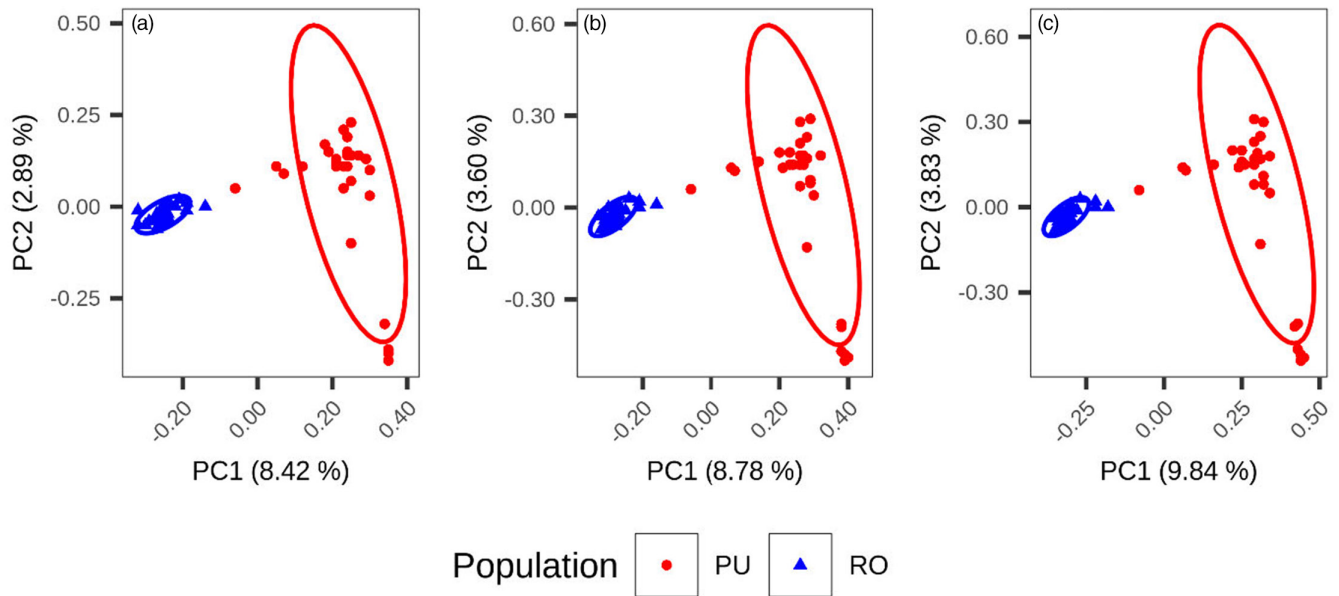 (a)
PC2 (2.89 %)
0.50
0.25
0.00
-0.25
-0.20
0.00
0.20
0.40
PC1 (8.42 %)
(b)
PC2 (3.60 %)
0.60
0.30
0.00
-0.30
-0.20
0.00
0.20
0.40
PC1 (8.78 %)
(c)
PC2 (3.83 %)
0.60
0.30
0.00
-0.30
-0.25
0.00
0.25
0.50
PC1 (9.84 %)
Population PU RO